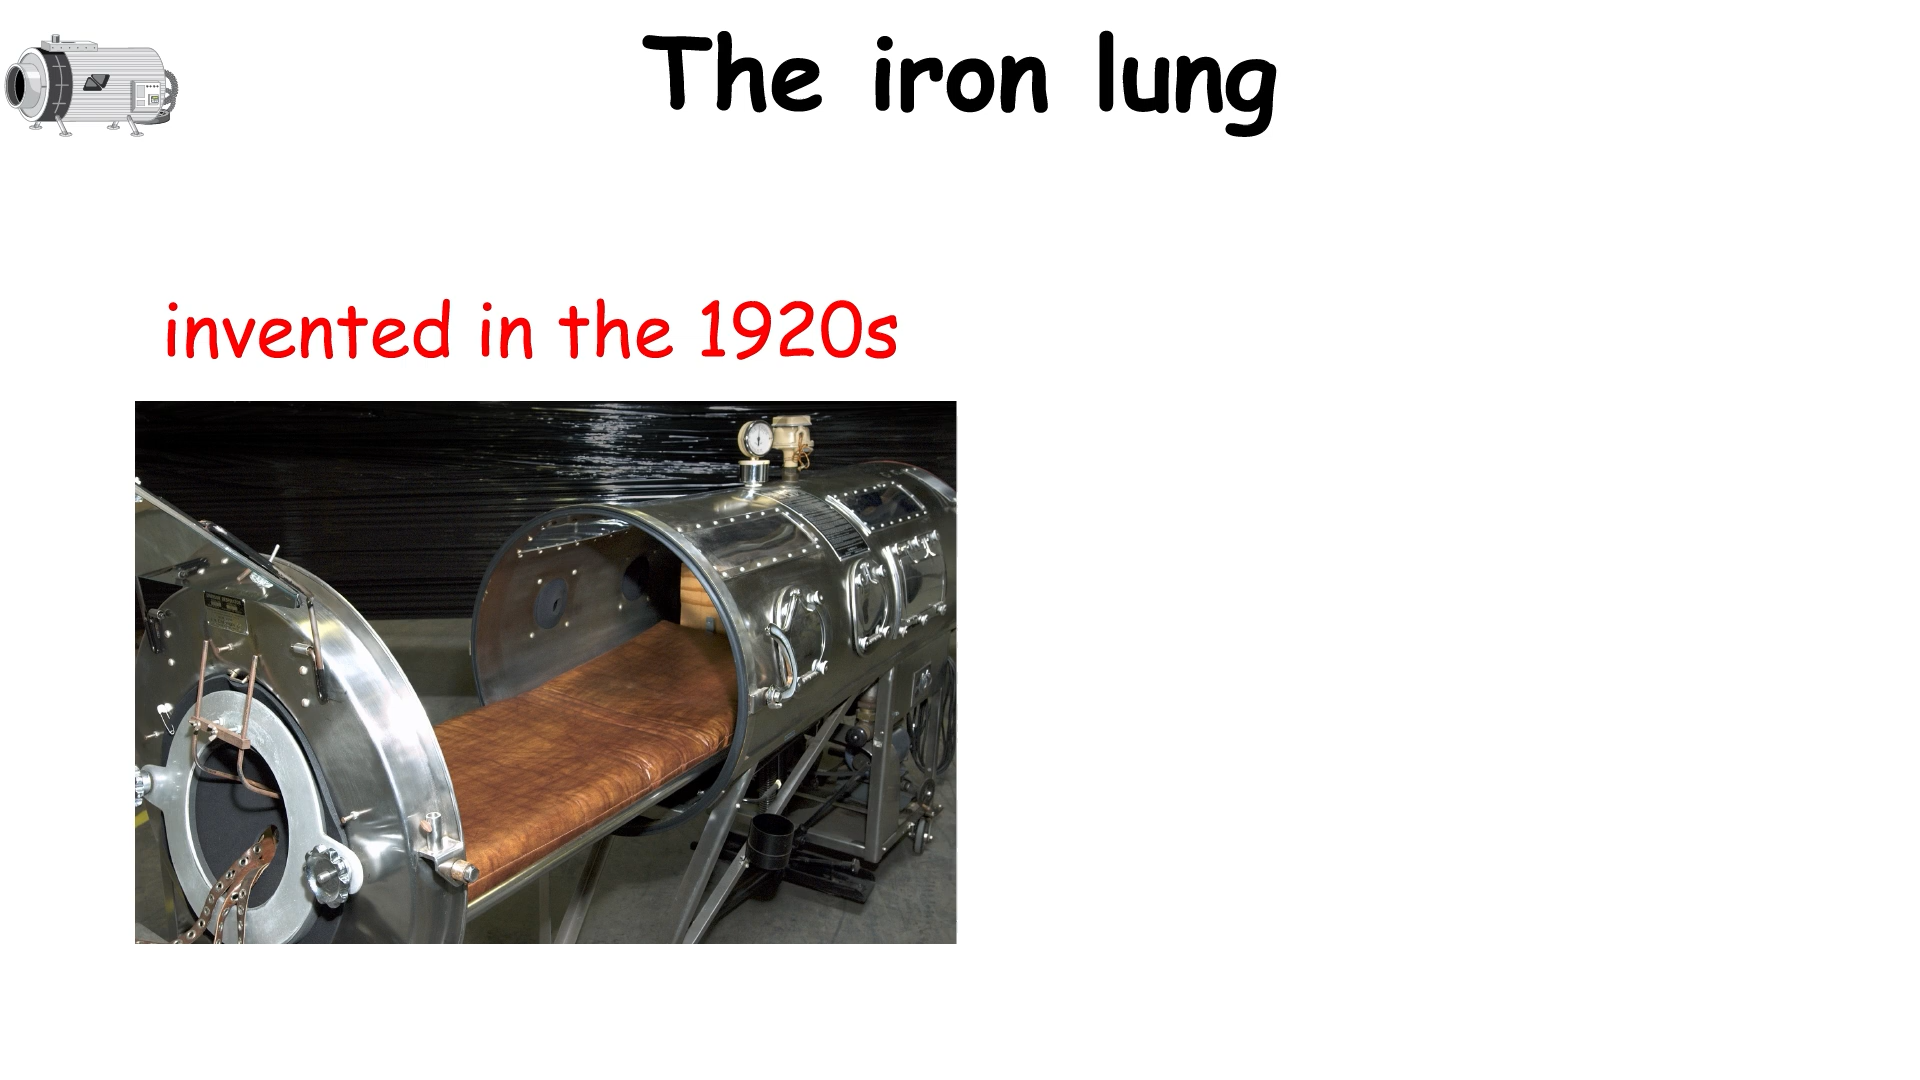 The iron lung
invented in the 1920s